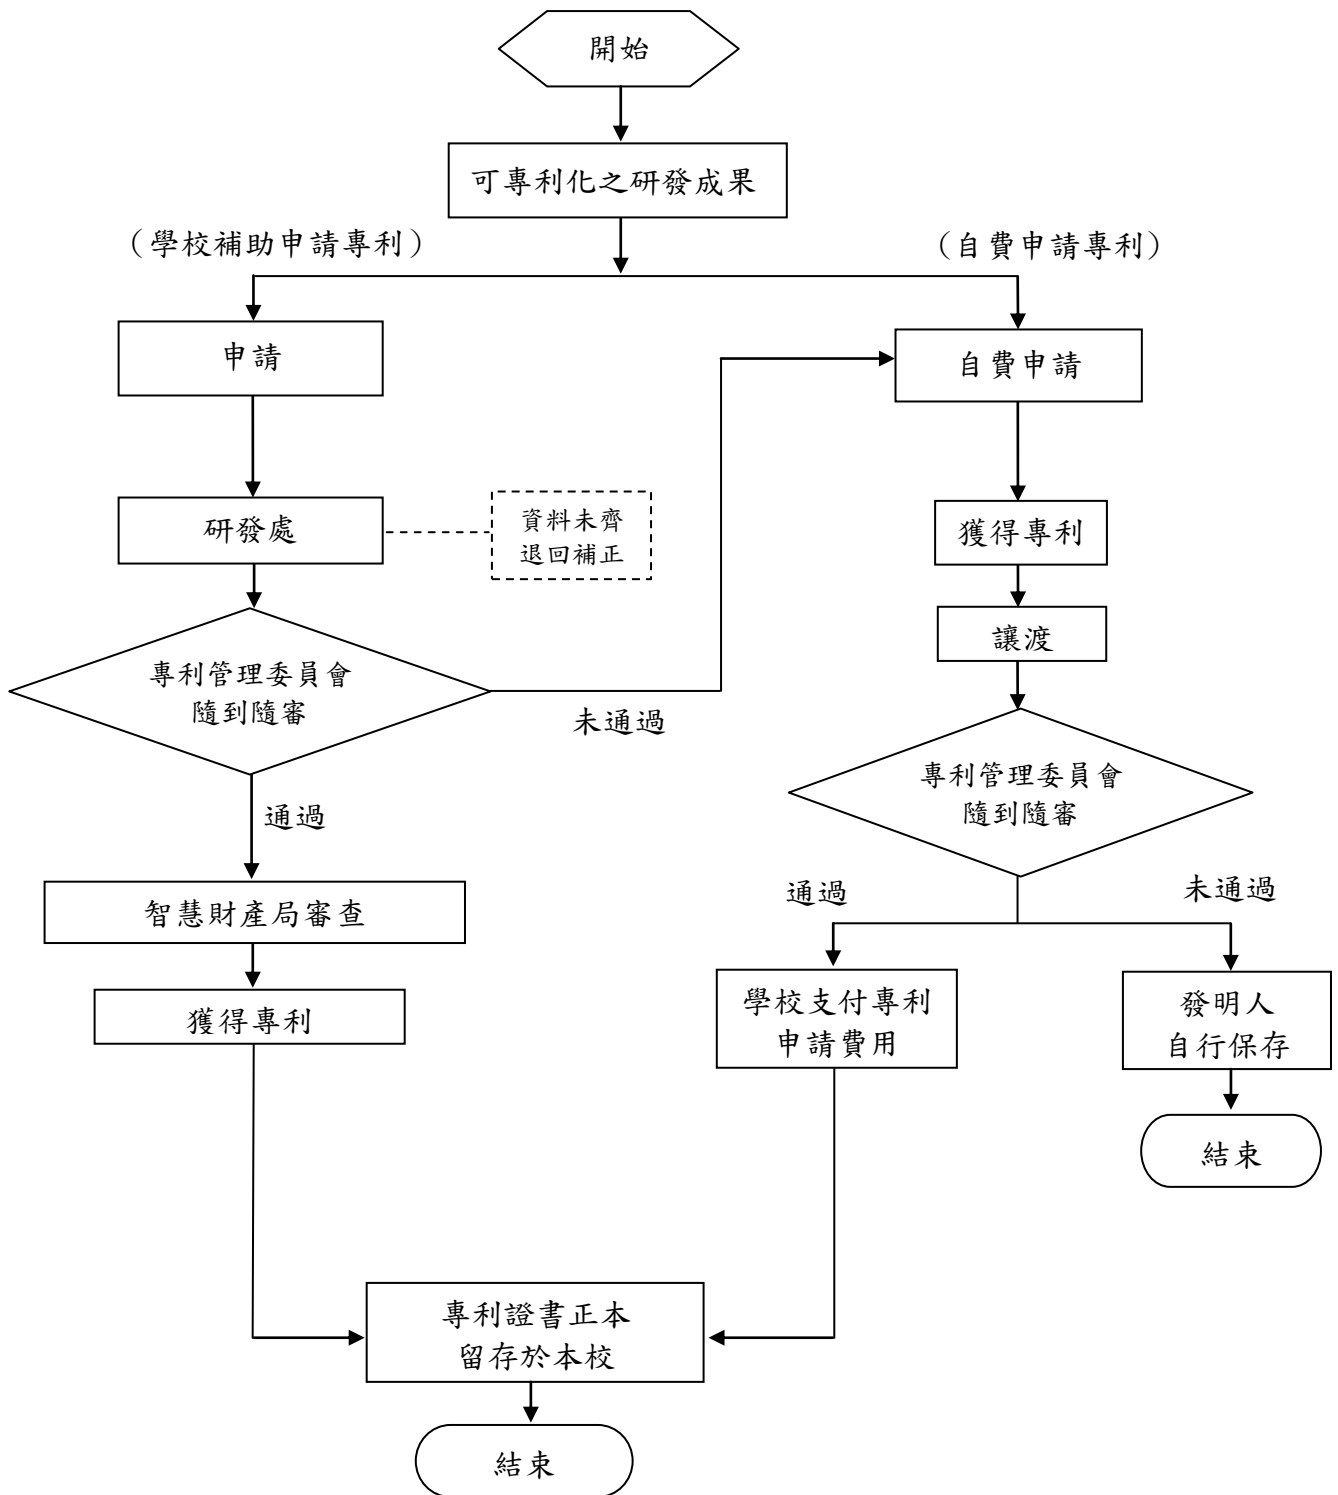 開始
可專利化之研發成果
（學校補助申請專利）
（自費申請專利）
申請
自費申請
研發處
資料未齊
退回補正
獲得專利
讓渡
專利管理委員會
隨到隨審
未通過
通過
專利管理委員會
隨到隨審
通過
未通過
智慧財產局審查
獲得專利
學校支付專利
申請費用
發明人
自行保存
結束
專利證書正本
留存於本校
結束